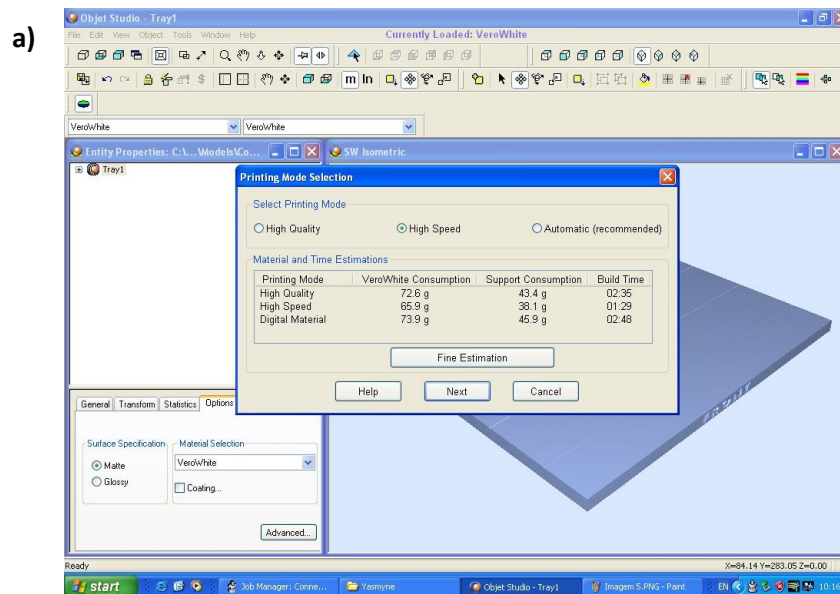 a)
Objet Studio - Tray1
File Edit View Object Tools Window Help
Currently Loaded: VeroWhite
m In
VeroWhite VeroWhite
Entity Properties: C:\...\Models\Co...
SW Isometric
Tray1
Printing Mode Selection
Select Printing Mode
High Quality High Speed Automatic (recommended)
Material and Time Estimations
Printing Mode VeroWhite Consumption Support Consumption Build Time
High Quality 72.6 g 43.4 g 02:35
High Speed 65.9 g 38.1 g 01:29
Digital Material 73.9 g 45.9 g 02:48
Fine Estimation
Help Next Cancel
General Transform Statistics Options
Surface Specification Material Selection
Matte VeroWhite
Glossy Coating...
Advanced...
Ready X=84.14 Y=283.05 Z=0.00
start Job Manager: Conne... Yasmyne Objet Studio - Tray1 Imagem 5.PNG - Paint EN 10:16